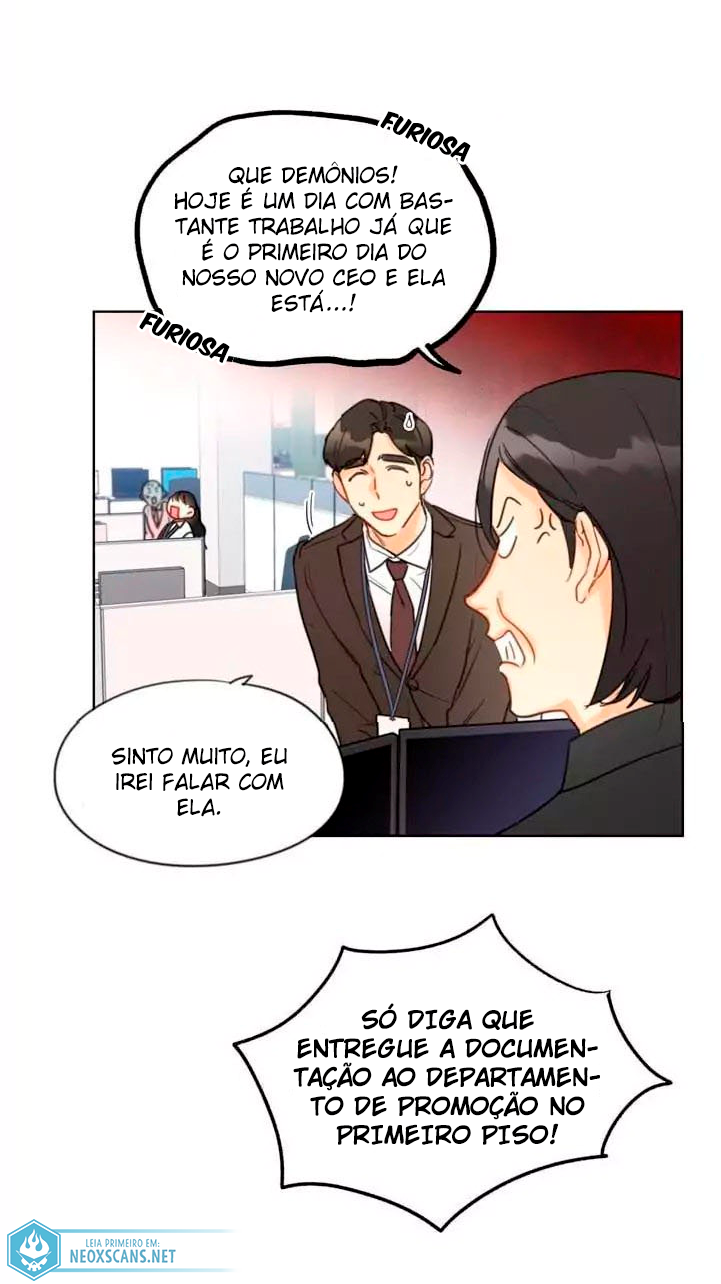 FURIOSA
QUE DEMÔNIOS!
HOJE É UM DIA COM BAS-
TANTE TRABALHO JÁ QUE
É O PRIMEIRO DIA DO
NOSSO NOVO CEO E ELA
ESTÁ...!
FURIOSA
SINTO MUITO, EU
IREI FALAR COM
ELA.
SÓ DIGA QUE
ENTREGUE A DOCUMEN-
TAÇÃO AO DEPARTAMEN-
TO DE PROMOÇÃO NO
PRIMEIRO PISO!
LEIA PRIMEIRO EM:
NEOXSCANS.NET